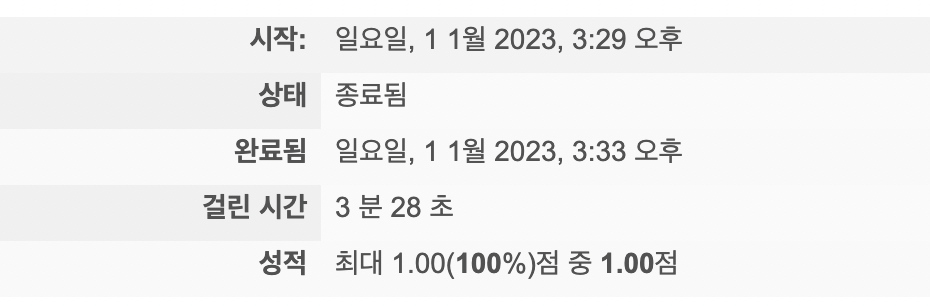 시작: 일요일, 1 1월 2023, 3:29 오후
상태 종료됨
완료됨 일요일, 1 1월 2023, 3:33 오후
걸린 시간 3 분 28 초
성적 최대 1.00(100%)점 중 1.00점